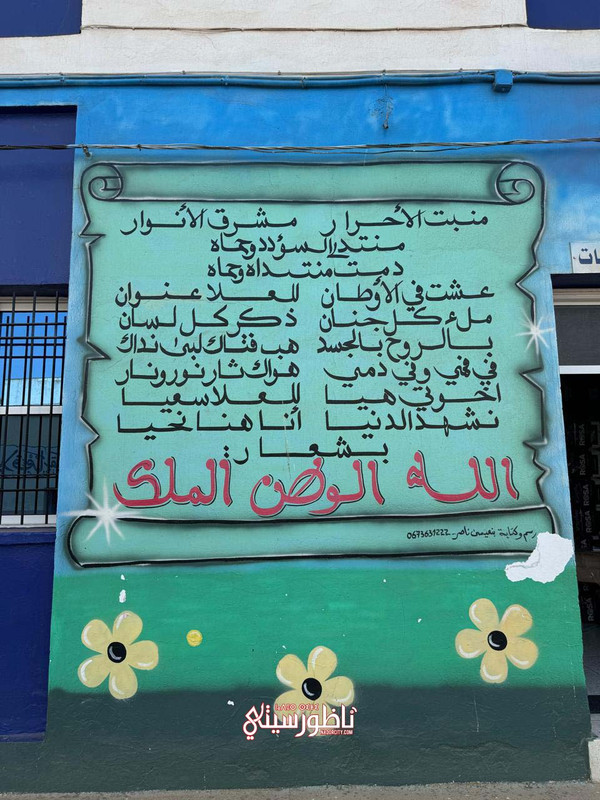 منبت الأحرار مشرق الأنوار
منتدى السؤدد وحماه
دمت منتداه وحماه
عشت في الأوطان للعلا عنوان
ملء كل جنان ذكر كل لسان
بالروح بالجسد هب فتاك لبى نداك
في فمي وفي دمي هواك ثار نور ونار
اخوتي هيا للعلا سعيا
نشهد الدنيا أنا هنا نحيا
بشعار:
الله الوطن الملك
رسم وكتابة بنعيسى ناصر - 0673631222
ناظورسيتي
NADORCITY.COM